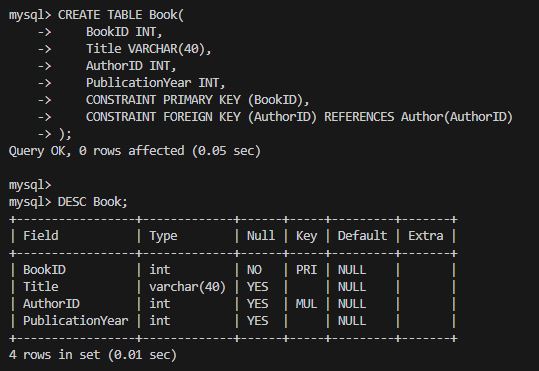 mysql> CREATE TABLE Book(
    ->     BookID INT,
    ->     Title VARCHAR(40),
    ->     AuthorID INT,
    ->     PublicationYear INT,
    ->     CONSTRAINT PRIMARY KEY (BookID),
    ->     CONSTRAINT FOREIGN KEY (AuthorID) REFERENCES Author(AuthorID)
    -> );
Query OK, 0 rows affected (0.05 sec)

mysql>
mysql> DESC Book;
+-----------------+-------------+------+-----+---------+-------+
| Field           | Type        | Null | Key | Default | Extra |
+-----------------+-------------+------+-----+---------+-------+
| BookID          | int         | NO   | PRI | NULL    |       |
| Title           | varchar(40) | YES  |     | NULL    |       |
| AuthorID        | int         | YES  | MUL | NULL    |       |
| PublicationYear | int         | YES  |     | NULL    |       |
+-----------------+-------------+------+-----+---------+-------+
4 rows in set (0.01 sec)